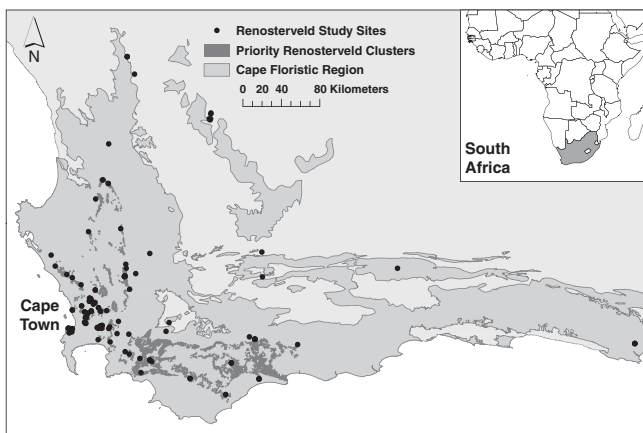 N
Renosterveld Study Sites
Priority Renosterveld Clusters
Cape Floristic Region
0 20 40 80 Kilometers
South
Africa
Cape
Town